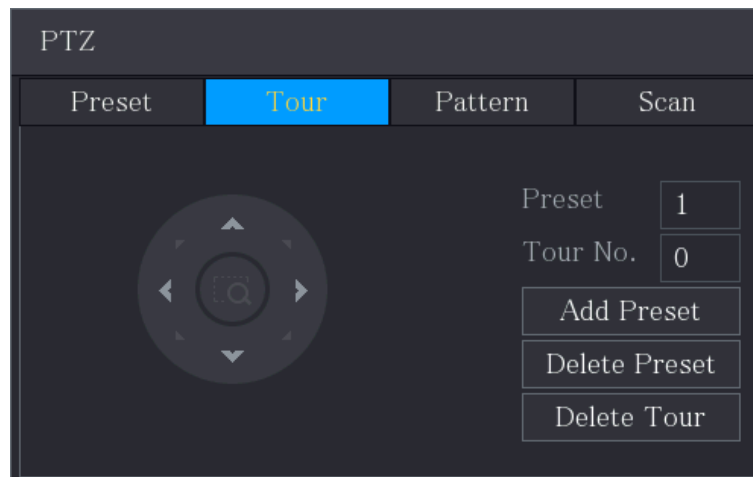 PTZ
Preset Tour Pattern Scan
Preset 1
Tour No. 0
Add Preset
Delete Preset
Delete Tour